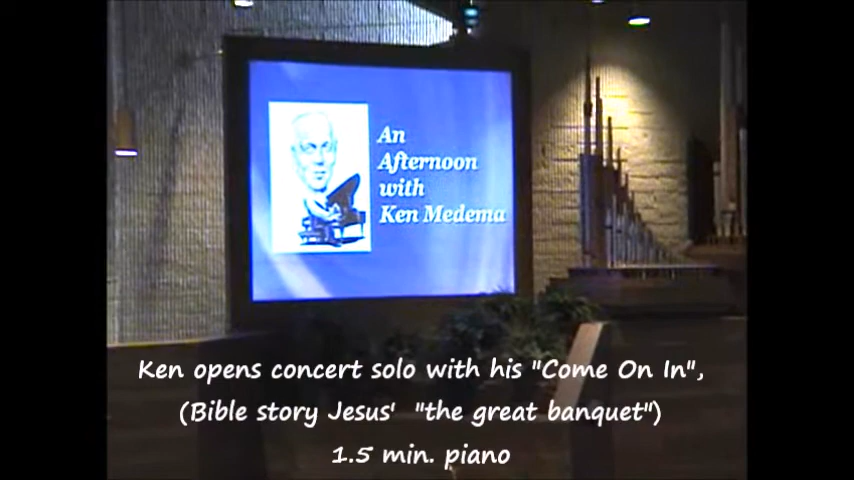 An
Afternoon
with
Ken Medema
Ken opens concert solo with his "Come On In",
(Bible story Jesus' "the great banquet")
1.5 min. piano